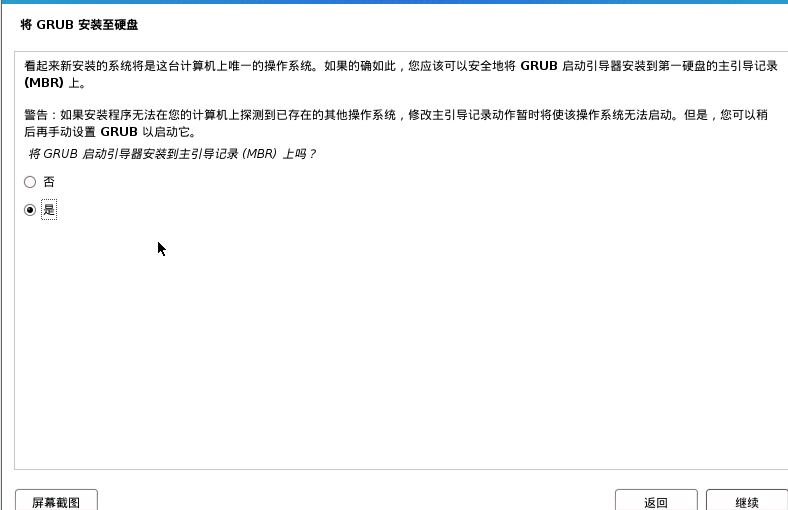 将 GRUB 安装至硬盘
看起来新安装的系统将是这台计算机上唯一的操作系统。如果的确如此，您应该可以安全地将 GRUB 启动引导器安装到第一硬盘的主引导记录
(MBR) 上。
警告：如果安装程序无法在您的计算机上探测到已存在的其他操作系统，修改主引导记录动作暂时将使该操作系统无法启动。但是，您可以稍
后再手动设置 GRUB 以启动它。
将 GRUB 启动引导器安装到主引导记录 (MBR) 上吗？
否
是
屏幕截图 返回 继续